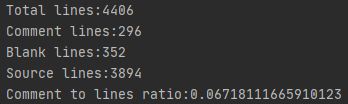 Total lines:4406
Comment lines:296
Blank lines:352
Source lines:3894
Comment to lines ratio:0.06718111665910123